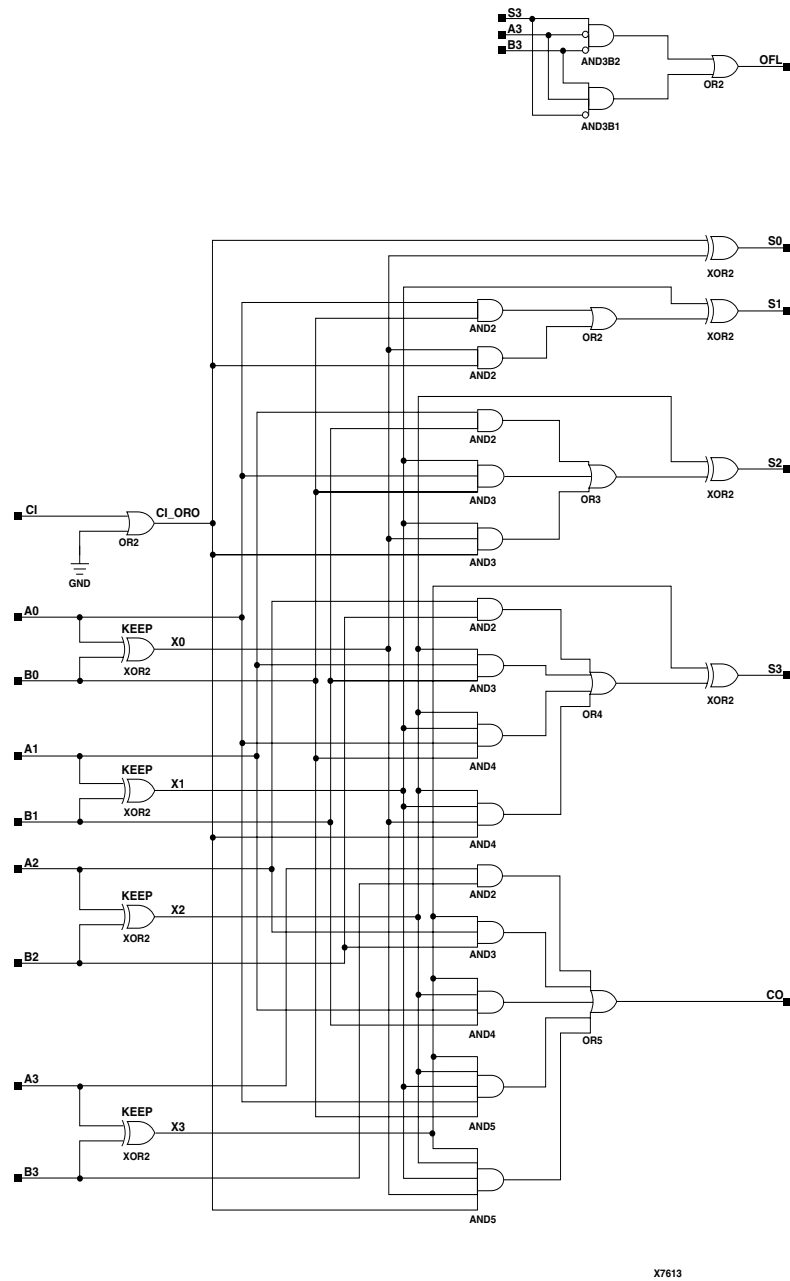 S3
A3
B3
AND3B2
OFL
OR2
AND3B1
S0
XOR2
S1
AND2
OR2
XOR2
AND2
AND2
S2
AND3
OR3
XOR2
CI
CI_ORO
OR2
AND3
GND
A0
KEEP
AND2
X0
XOR2
B0
AND3
S3
XOR2
OR4
A1
AND4
KEEP
X1
XOR2
B1
AND4
A2
AND2
KEEP
X2
XOR2
AND3
B2
CO
AND4
OR5
A3
KEEP
AND5
X3
XOR2
B3
AND5
X7613